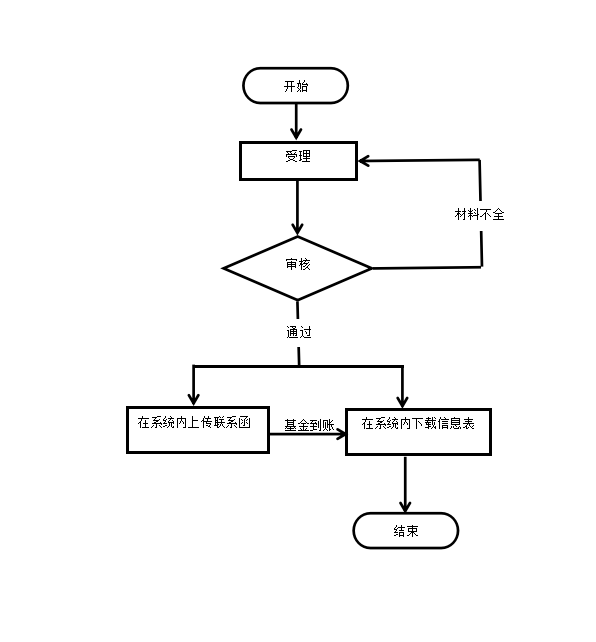 开始
受理
材料不全
审核
通过
在系统内上传联系函
基金到账
在系统内下载信息表
结束